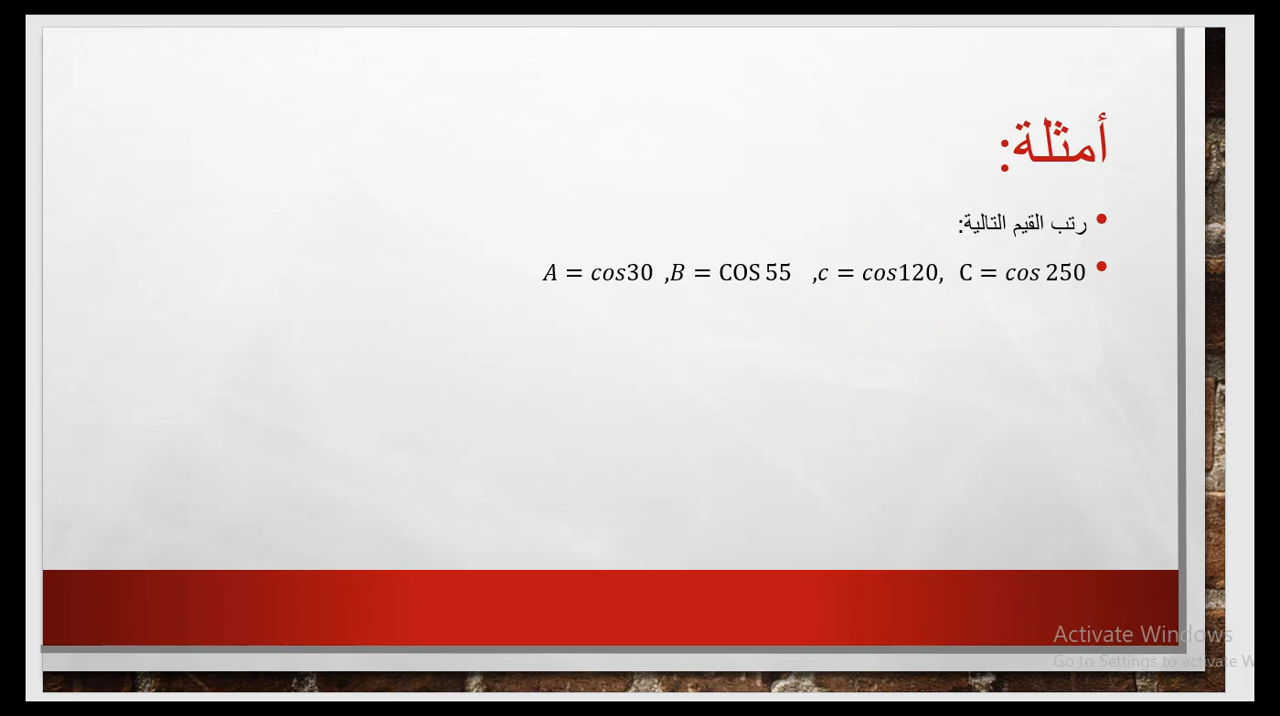 أمثلة:
رتب القيم التالية:
A = cos30 ,B = COS 55 ,c = cos120, C = cos 250
Activate Windows
Go to Settings to activate W